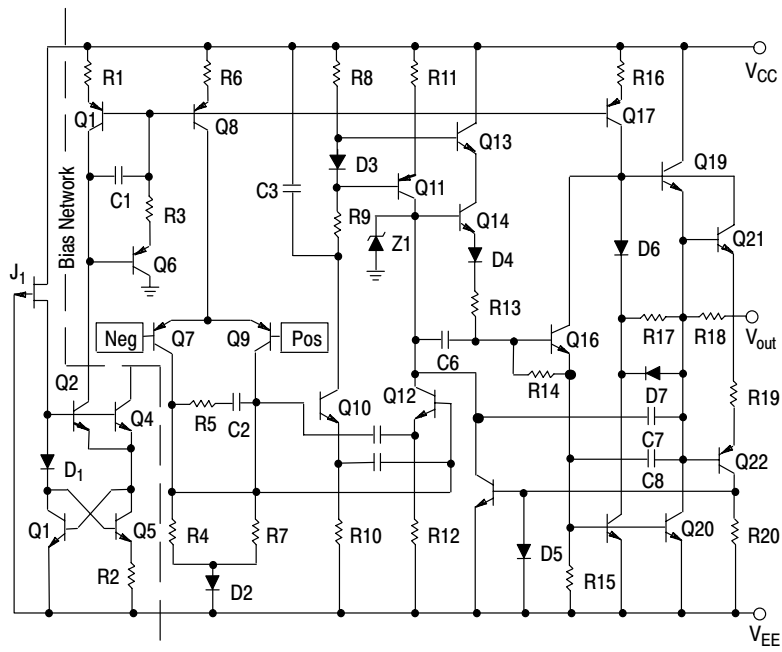 R1
R6
R8
R11
R16
VCC
Q1
Q8
Q17
Q13
D3
Q19
Bias Network
C1
C3
Q11
R3
R9
Q14
Q21
Z1
D6
Q6
D4
J1
R13
Neg
Q7
Q9
Pos
C6
Q16
R17
R18
Vout
R14
Q2
Q4
R5
C2
Q10
Q12
D7
R19
C7
D1
C8
Q22
Q1
Q5
R4
R7
R10
R12
D5
Q20
R20
R2
D2
R15
VEE